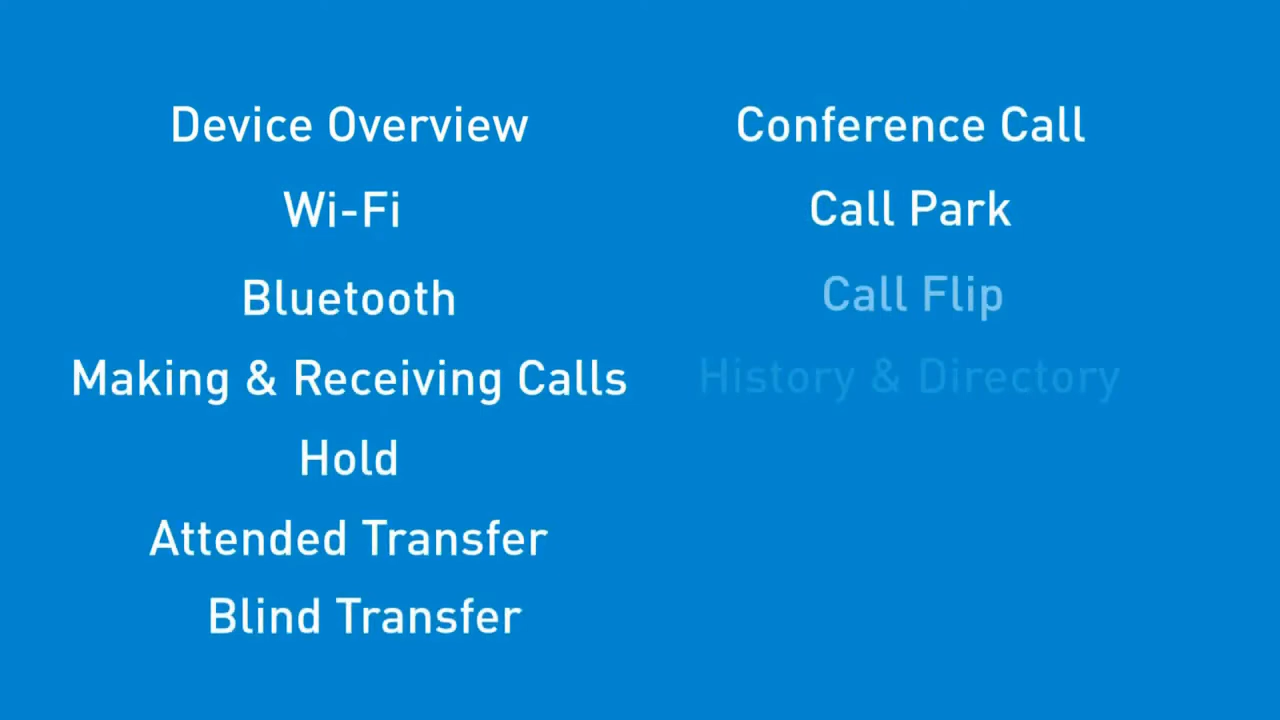 Device Overview
Wi-Fi
Bluetooth
Making & Receiving Calls
Hold
Attended Transfer
Blind Transfer
Conference Call
Call Park
Call Flip
History & Directory